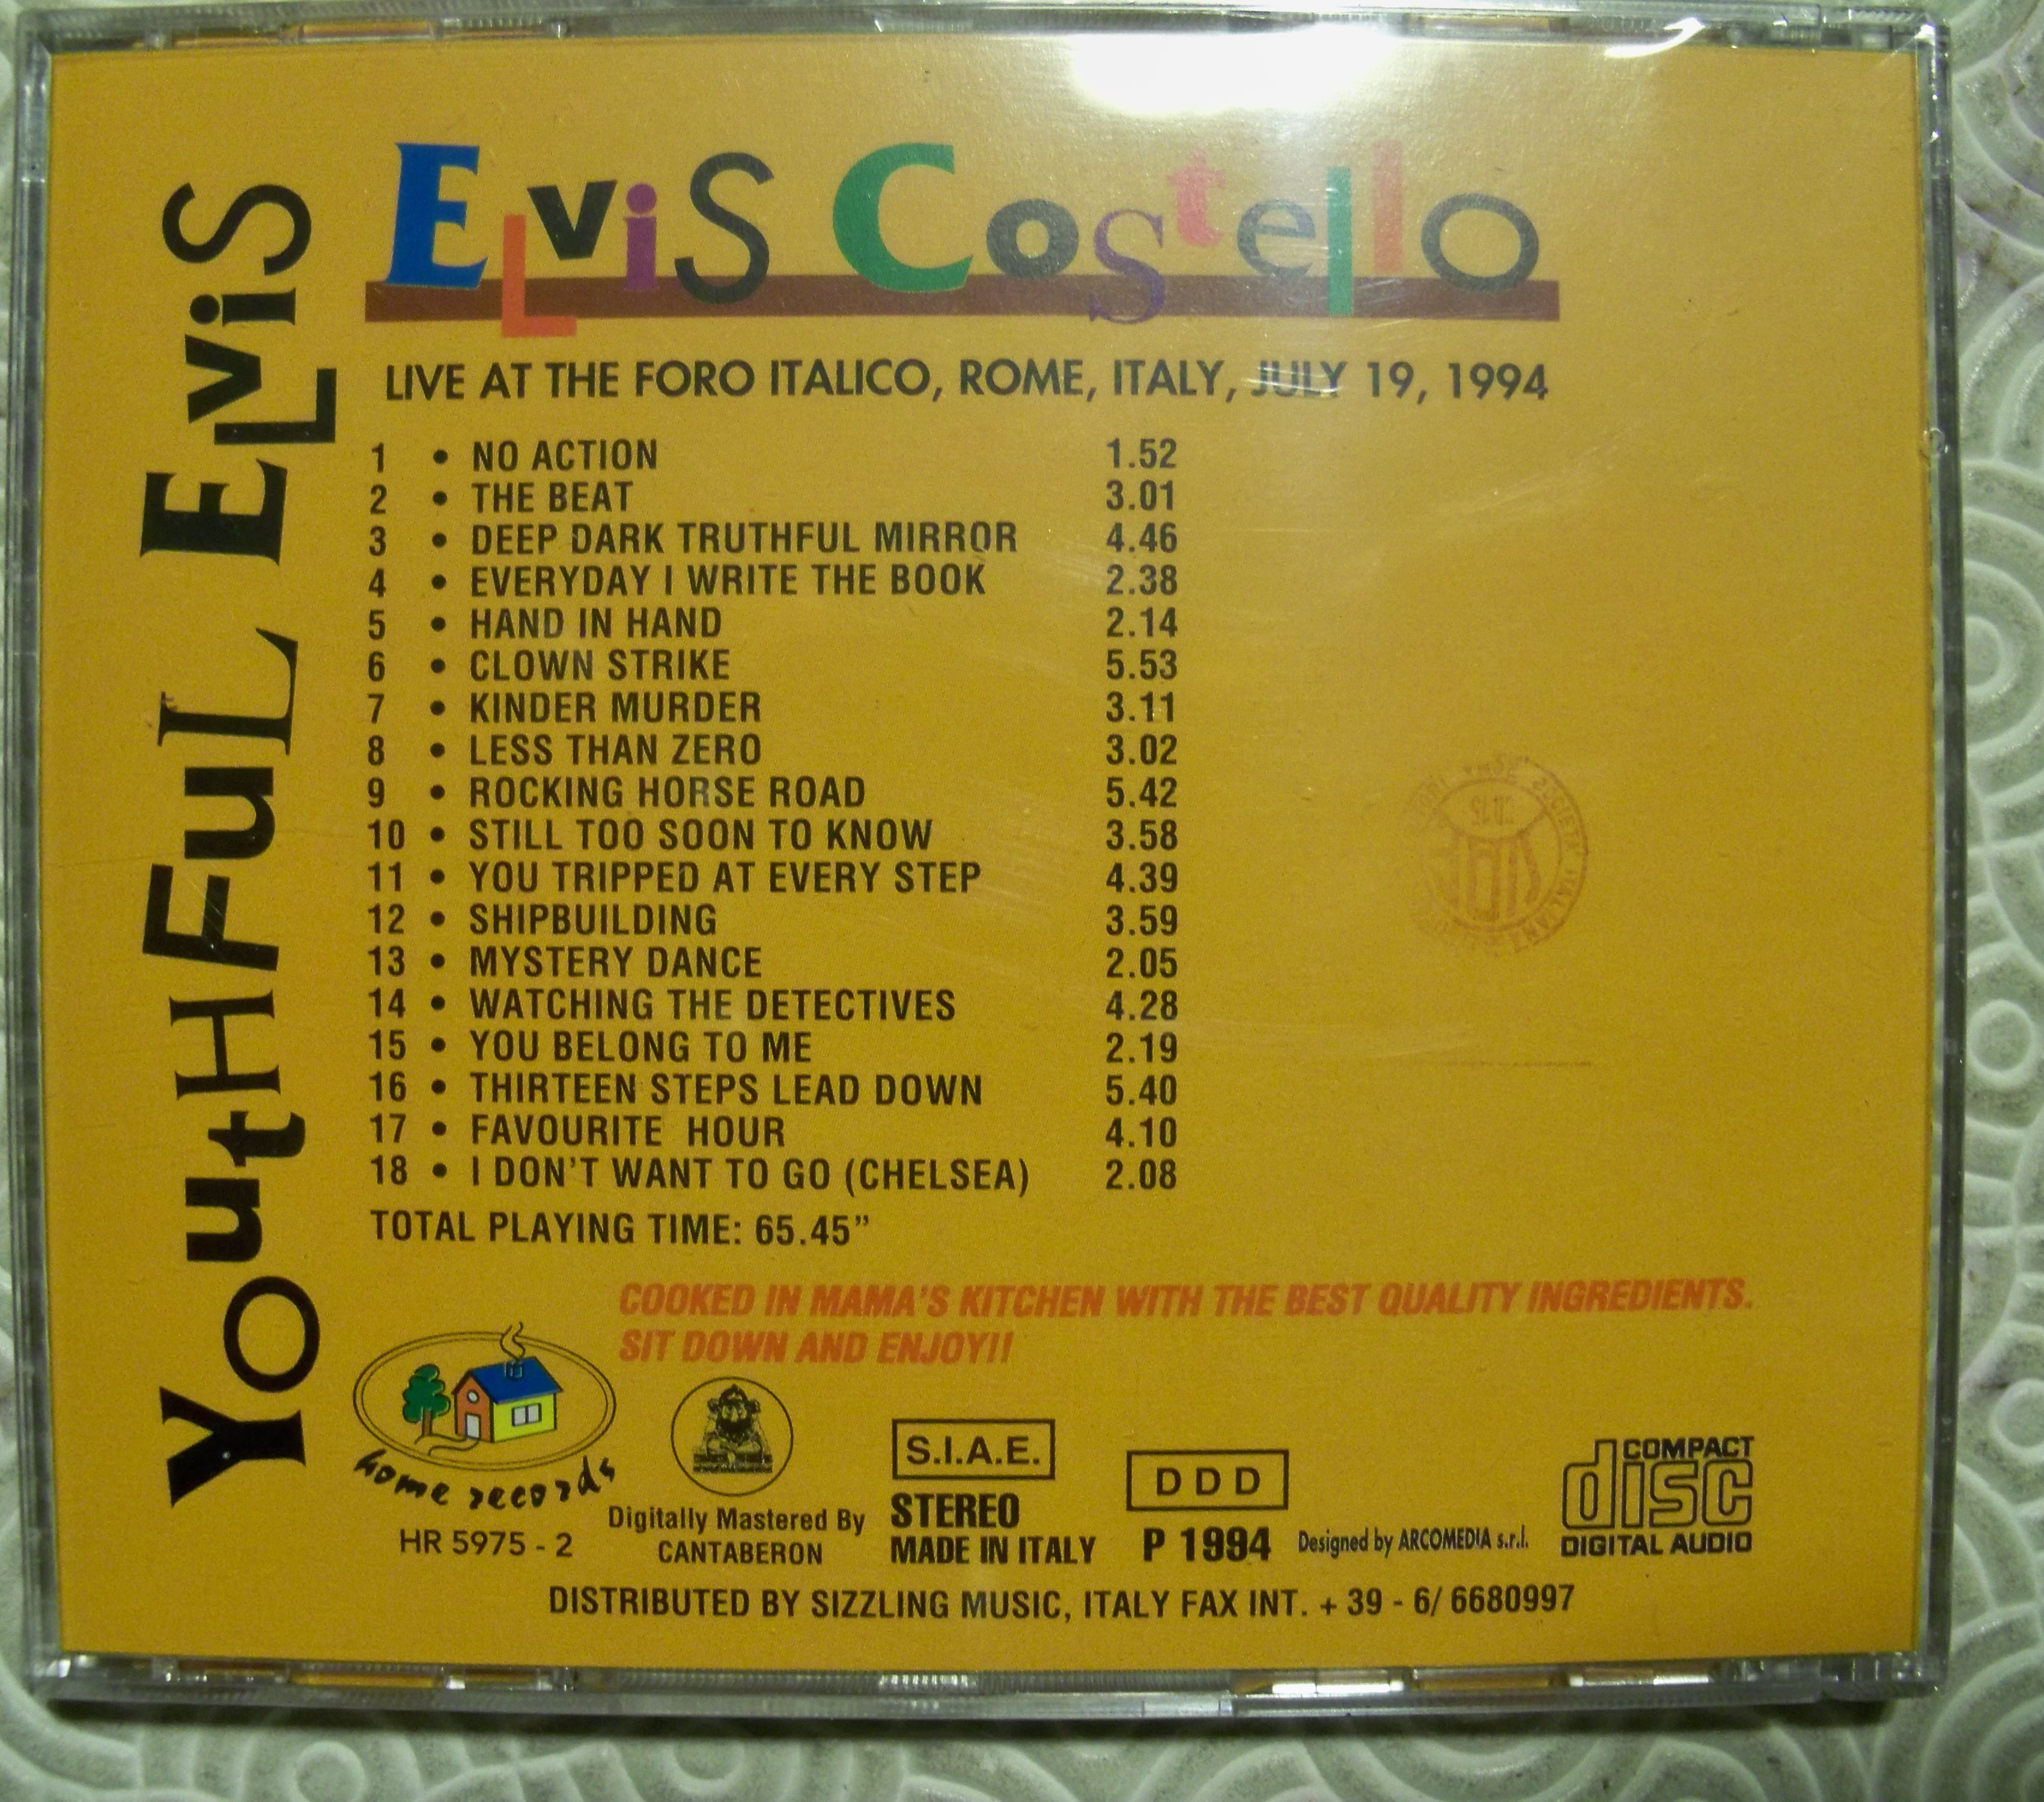 YoutHFuL ELviS
ELviS Costello
LIVE AT THE FORO ITALICO, ROME, ITALY, JULY 19, 1994
1 • NO ACTION 1.52
2 • THE BEAT 3.01
3 • DEEP DARK TRUTHFUL MIRROR 4.46
4 • EVERYDAY I WRITE THE BOOK 2.38
5 • HAND IN HAND 2.14
6 • CLOWN STRIKE 5.53
7 • KINDER MURDER 3.11
8 • LESS THAN ZERO 3.02
9 • ROCKING HORSE ROAD 5.42
10 • STILL TOO SOON TO KNOW 3.58
11 • YOU TRIPPED AT EVERY STEP 4.39
12 • SHIPBUILDING 3.59
13 • MYSTERY DANCE 2.05
14 • WATCHING THE DETECTIVES 4.28
15 • YOU BELONG TO ME 2.19
16 • THIRTEEN STEPS LEAD DOWN 5.40
17 • FAVOURITE HOUR 4.10
18 • I DON'T WANT TO GO (CHELSEA) 2.08
TOTAL PLAYING TIME: 65.45”
COOKED IN MAMA'S KITCHEN WITH THE BEST QUALITY INGREDIENTS.
SIT DOWN AND ENJOY!!
home records
HR 5975 - 2
Digitally Mastered By
CANTABERON
S.I.A.E.
STEREO
MADE IN ITALY
D D D
P 1994
Designed by ARCOMEDIA s.r.l.
COMPACT
disc
DIGITAL AUDIO
DISTRIBUTED BY SIZZLING MUSIC, ITALY FAX INT. + 39 - 6/ 6680997